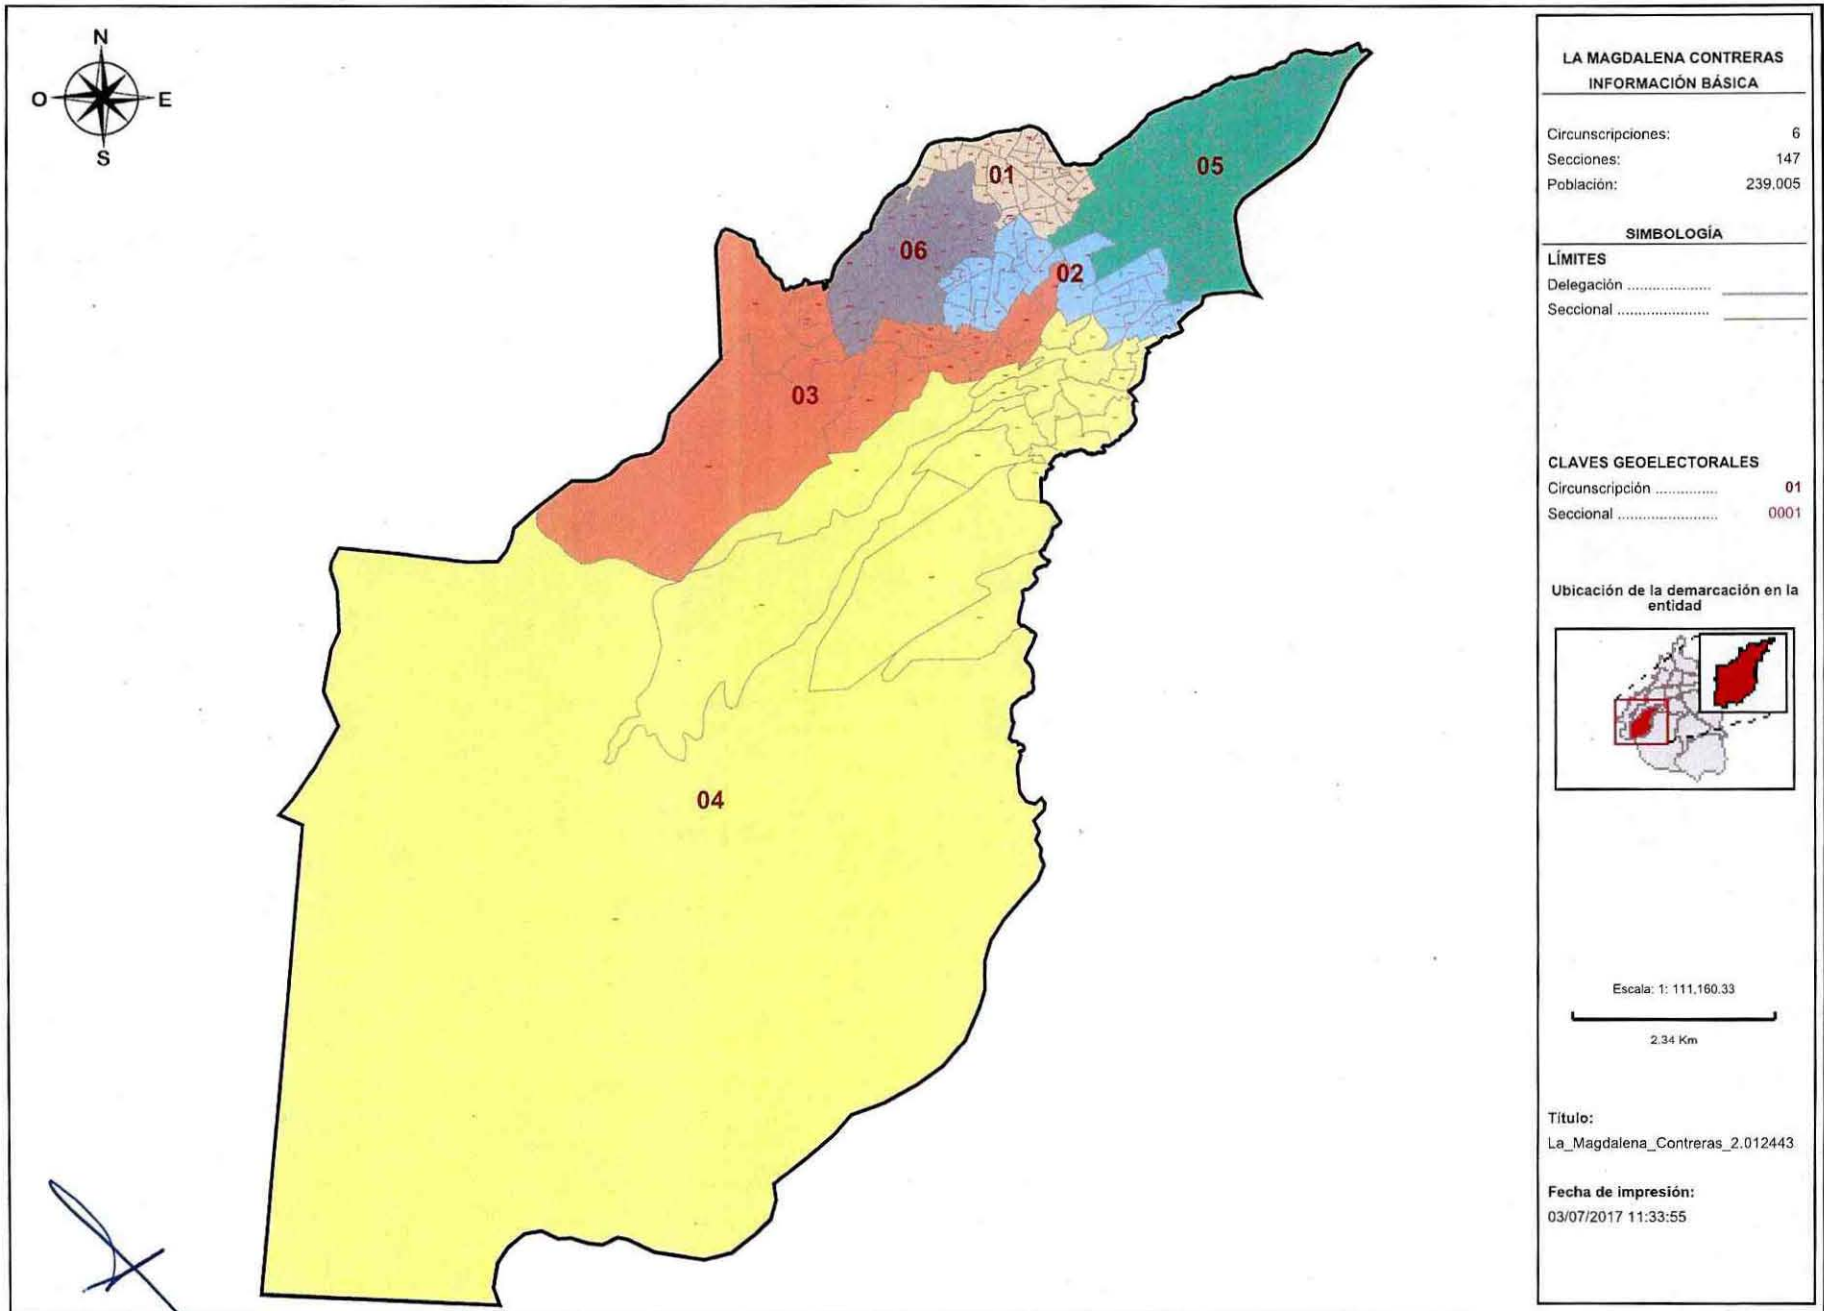 N
O
E
S
01
05
06
02
03
04
LA MAGDALENA CONTRERAS
INFORMACIÓN BÁSICA
Circunscripciones: 6
Secciones: 147
Población: 239,005
SIMBOLOGÍA
LÍMITES
Delegación ....................
Seccional ......................
CLAVES GEOELECTORALES
Circunscripción ............... 01
Seccional ....................... 0001
Ubicación de la demarcación en la
entidad
Escala: 1: 111,160.33
2.34 Km
Título:
La_Magdalena_Contreras_2.012443
Fecha de impresión:
03/07/2017 11:33:55